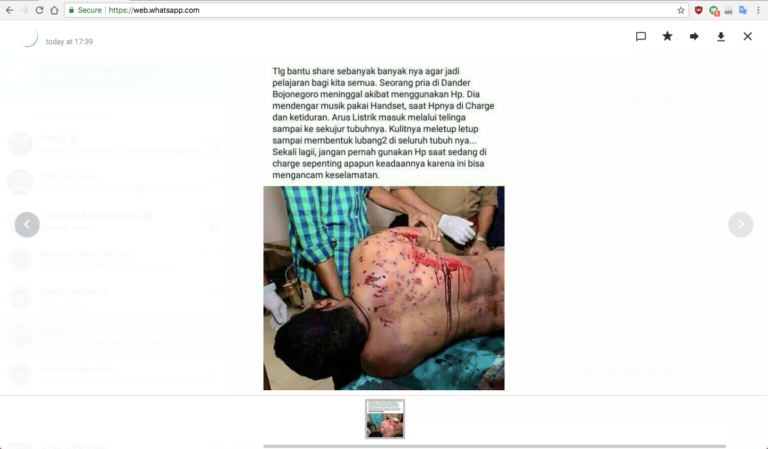 Secure
https://web.whatsapp.com
today at 17:39
Tlg bantu share sebanyak banyak nya agar jadi
pelajaran bagi kita semua. Seorang pria di Dander
Bojonegoro meninggal akibat menggunakan Hp. Dia
mendengar musik pakai Handset, saat Hpnya di Charge
dan ketiduran. Arus Listrik masuk melalui telinga
sampai ke sekujur tubuhnya. Kulitnya meletup letup
sampai membentuk lubang2 di seluruh tubuh nya...
Sekali lagii, jangan pernah gunakan Hp saat sedang di
charge sepenting apapun keadaannya karena ini bisa
mengancam keselamatan.